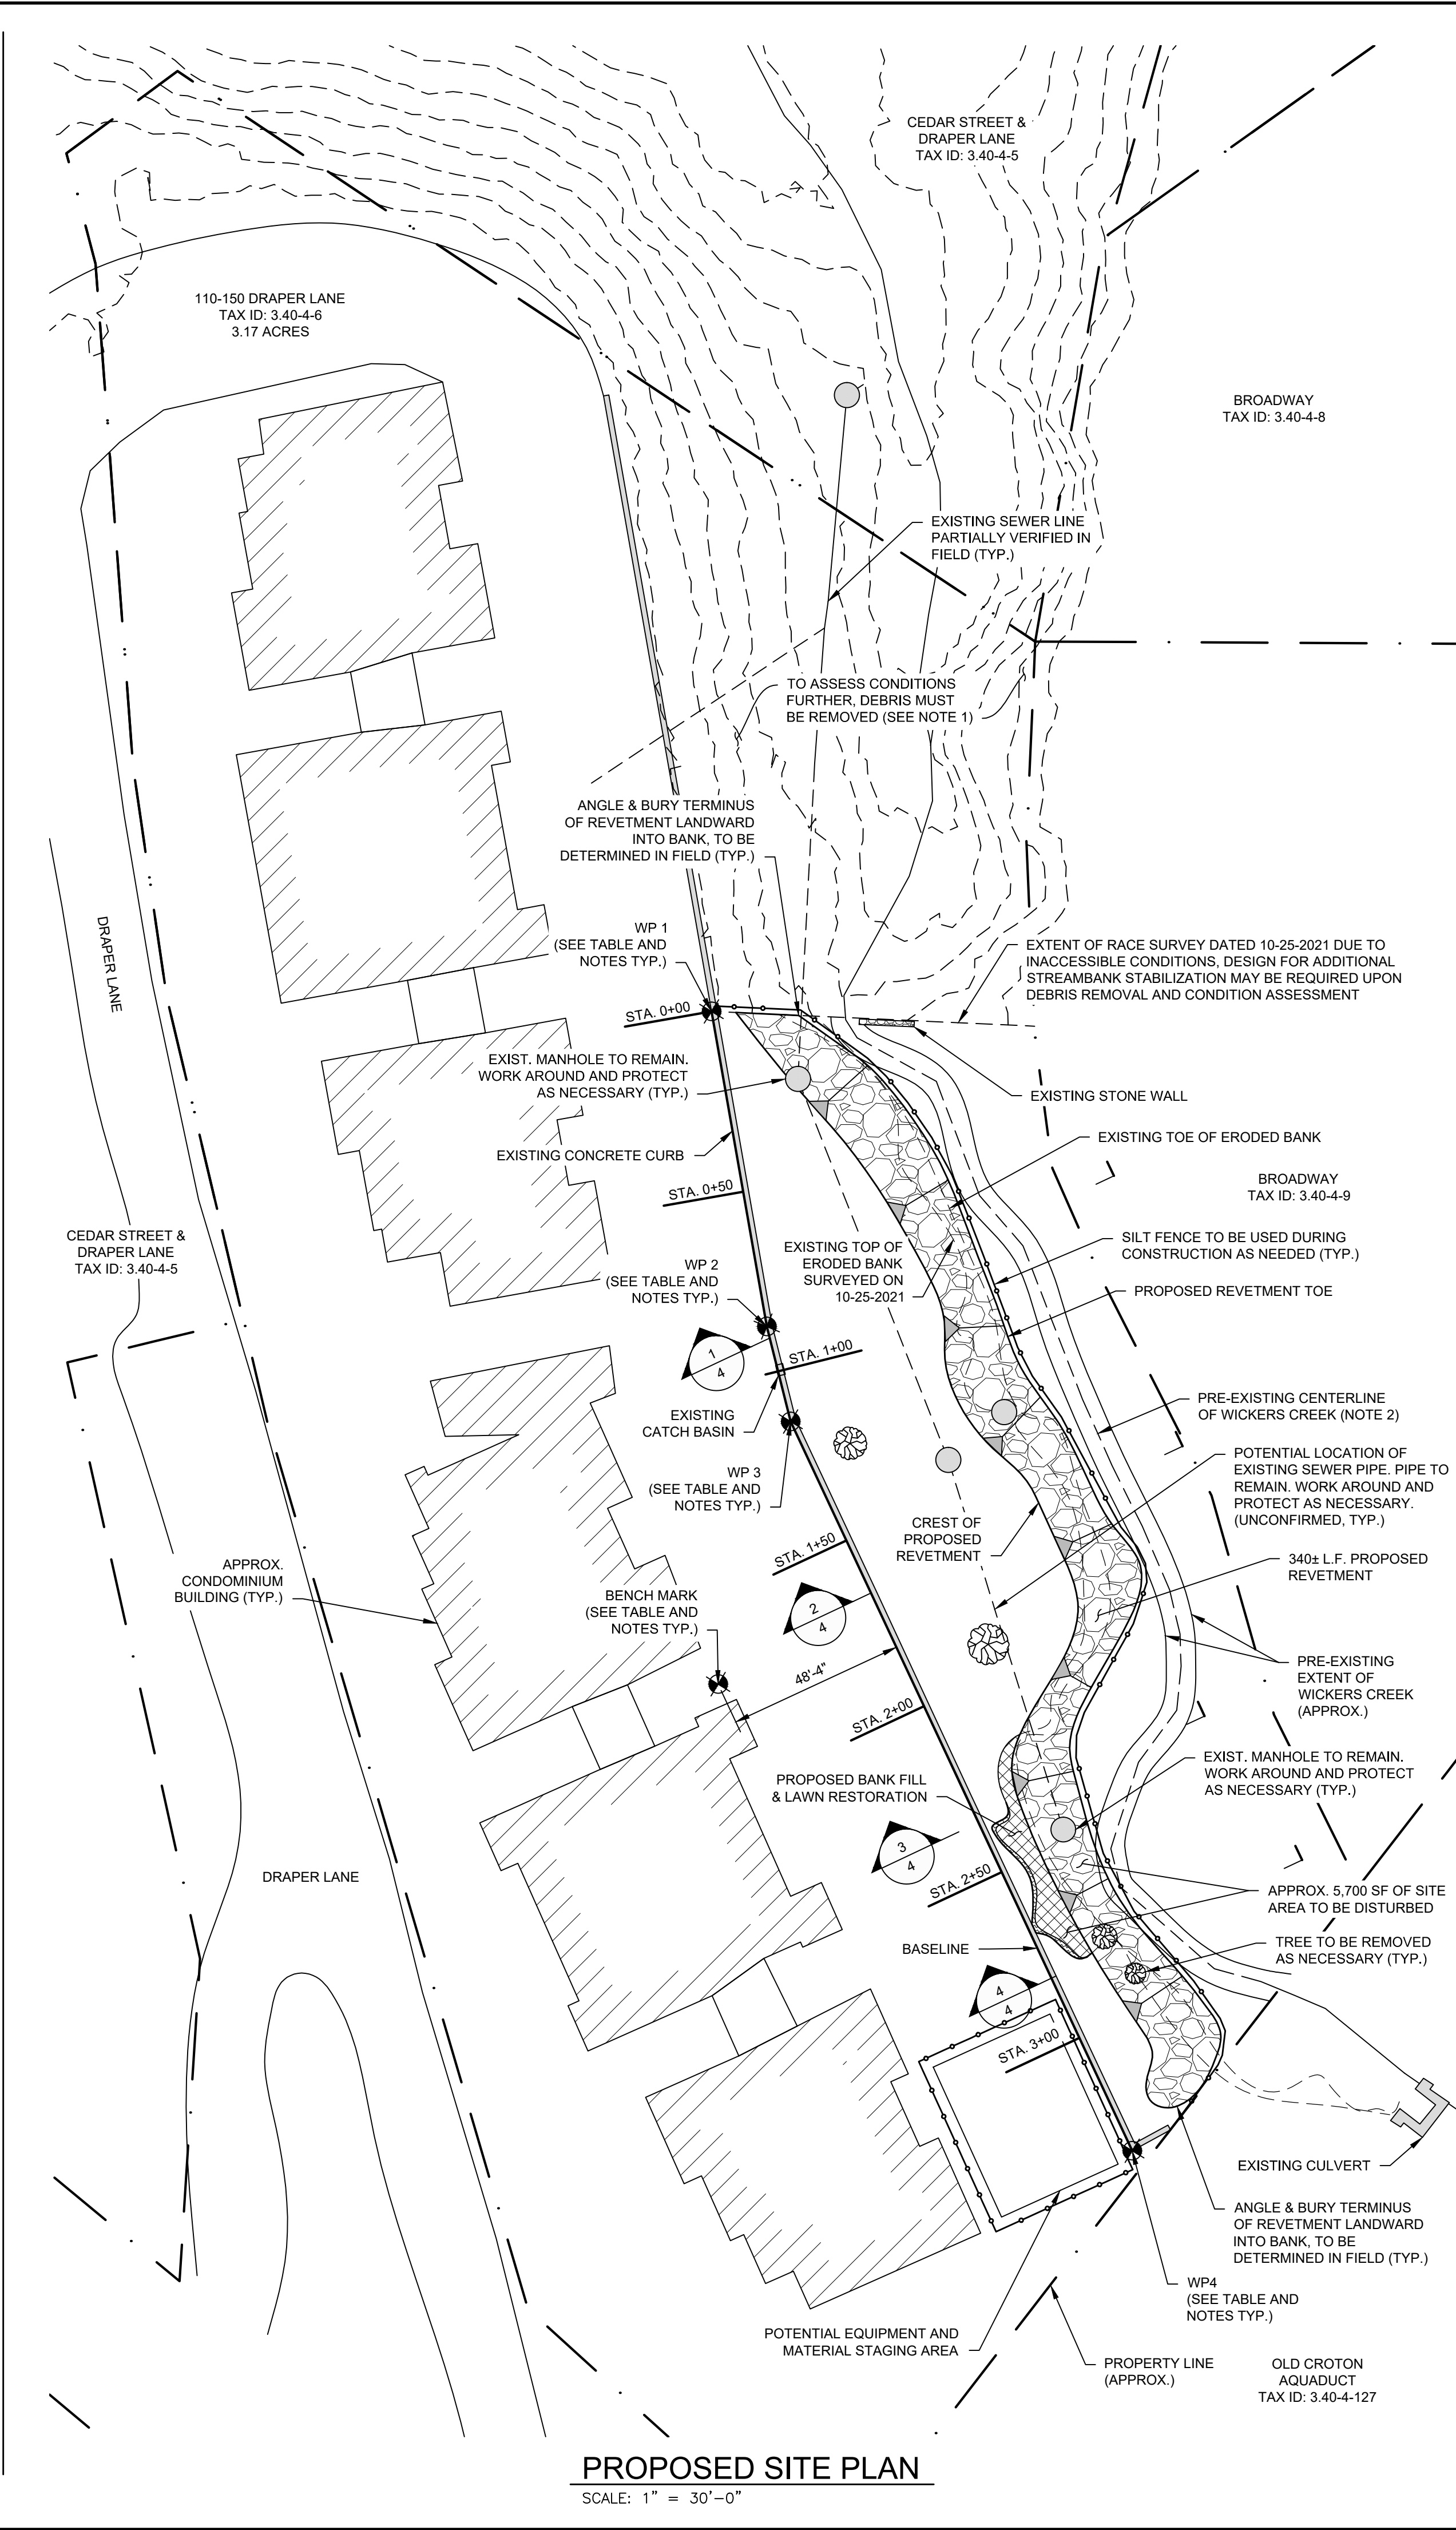 CEDAR STREET &
DRAPER LANE
TAX ID: 3.40-4-5
110-150 DRAPER LANE
TAX ID: 3.40-4-6
3.17 ACRES
BROADWAY
TAX ID: 3.40-4-8
EXISTING SEWER LINE
PARTIALLY VERIFIED IN
FIELD (TYP.)
TO ASSESS CONDITIONS
FURTHER, DEBRIS MUST
BE REMOVED (SEE NOTE 1)
ANGLE & BURY TERMINUS
OF REVETMENT LANDWARD
INTO BANK, TO BE
DETERMINED IN FIELD (TYP.)
DRAPER LANE
WP 1
(SEE TABLE AND
NOTES TYP.)
EXTENT OF RACE SURVEY DATED 10-25-2021 DUE TO
INACCESSIBLE CONDITIONS, DESIGN FOR ADDITIONAL
STREAMBANK STABILIZATION MAY BE REQUIRED UPON
DEBRIS REMOVAL AND CONDITION ASSESSMENT
STA. 0+00
EXIST. MANHOLE TO REMAIN.
WORK AROUND AND PROTECT
AS NECESSARY (TYP.)
EXISTING STONE WALL
EXISTING TOE OF ERODED BANK
EXISTING CONCRETE CURB
STA. 0+50
BROADWAY
TAX ID: 3.40-4-9
CEDAR STREET &
DRAPER LANE
TAX ID: 3.40-4-5
SILT FENCE TO BE USED DURING
CONSTRUCTION AS NEEDED (TYP.)
EXISTING TOP OF
ERODED BANK
SURVEYED ON
10-25-2021
WP 2
(SEE TABLE AND
NOTES TYP.)
PROPOSED REVETMENT TOE
1
4
STA. 1+00
EXISTING
CATCH BASIN
PRE-EXISTING CENTERLINE
OF WICKERS CREEK (NOTE 2)
WP 3
(SEE TABLE AND
NOTES TYP.)
POTENTIAL LOCATION OF
EXISTING SEWER PIPE. PIPE TO
REMAIN. WORK AROUND AND
PROTECT AS NECESSARY.
(UNCONFIRMED, TYP.)
CREST OF
PROPOSED
REVETMENT
STA. 1+50
340± L.F. PROPOSED
REVETMENT
APPROX.
CONDOMINIUM
BUILDING (TYP.)
BENCH MARK
(SEE TABLE AND
NOTES TYP.)
2
4
48'-4"
PRE-EXISTING
EXTENT OF
WICKERS CREEK
(APPROX.)
STA. 2+00
EXIST. MANHOLE TO REMAIN.
WORK AROUND AND PROTECT
AS NECESSARY (TYP.)
PROPOSED BANK FILL
& LAWN RESTORATION
3
4
DRAPER LANE
STA. 2+50
APPROX. 5,700 SF OF SITE
AREA TO BE DISTURBED
BASELINE
TREE TO BE REMOVED
AS NECESSARY (TYP.)
4
4
STA. 3+00
EXISTING CULVERT
ANGLE & BURY TERMINUS
OF REVETMENT LANDWARD
INTO BANK, TO BE
DETERMINED IN FIELD (TYP.)
WP4
(SEE TABLE AND
NOTES TYP.)
POTENTIAL EQUIPMENT AND
MATERIAL STAGING AREA
PROPERTY LINE
(APPROX.)
OLD CROTON
AQUADUCT
TAX ID: 3.40-4-127
PROPOSED SITE PLAN
SCALE: 1" = 30'-0"